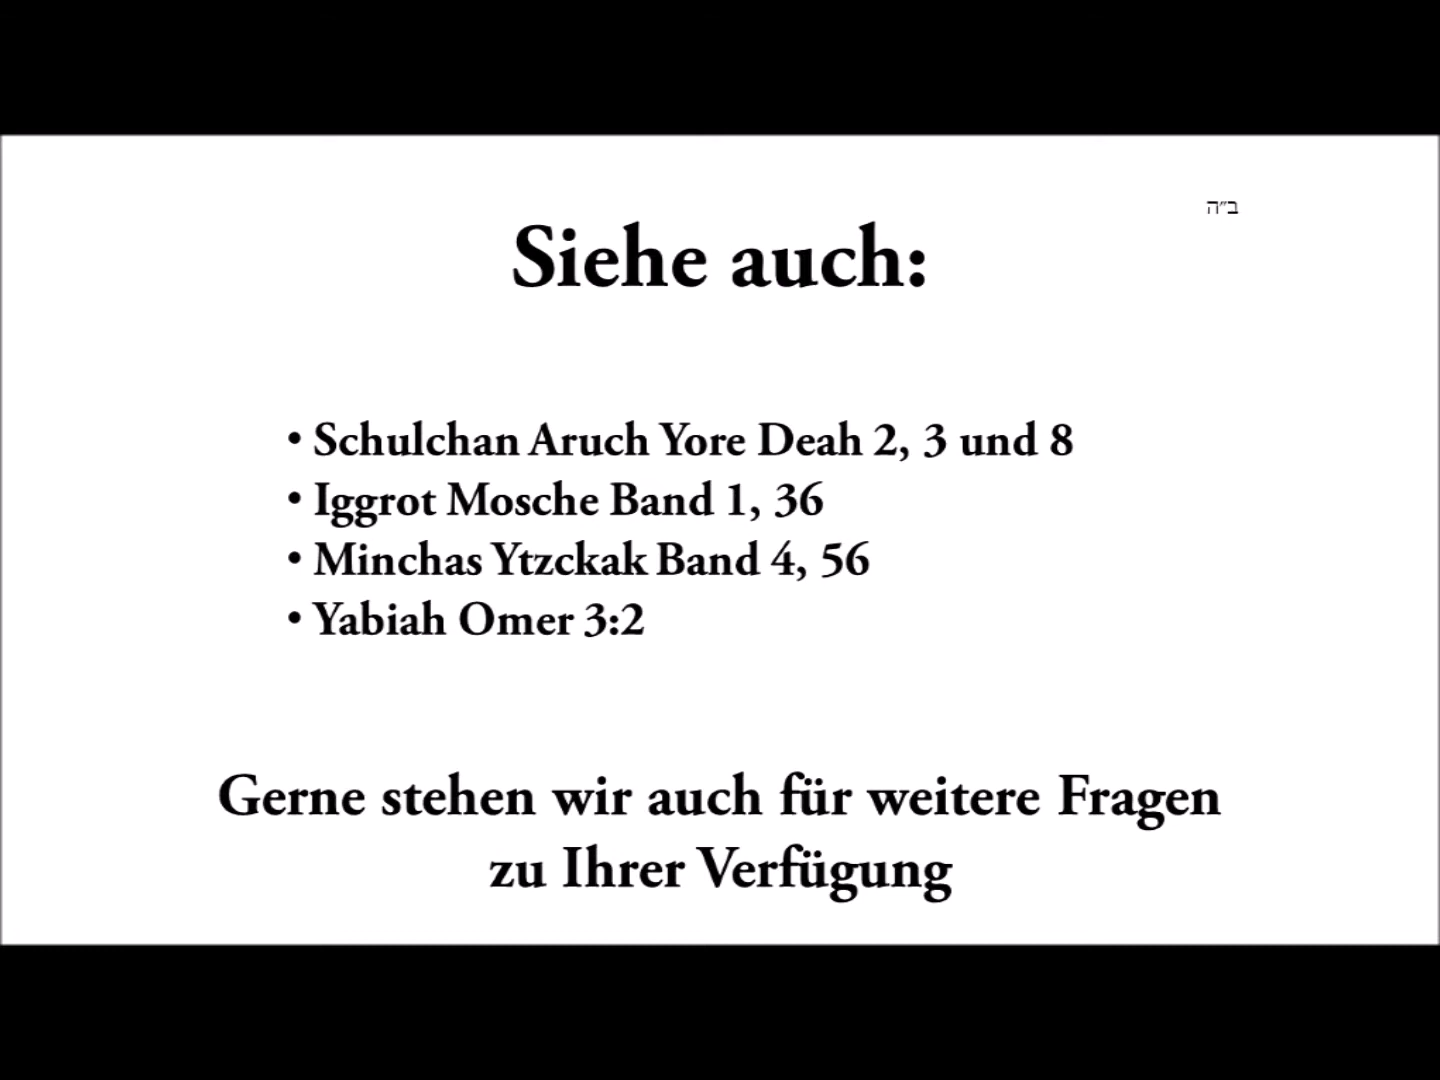 ב״ה
Siehe auch:
• Schulchan Aruch Yore Deah 2, 3 und 8
• Iggrot Mosche Band 1, 36
• Minchas Ytzckak Band 4, 56
• Yabiah Omer 3:2
Gerne stehen wir auch für weitere Fragen
zu Ihrer Verfügung